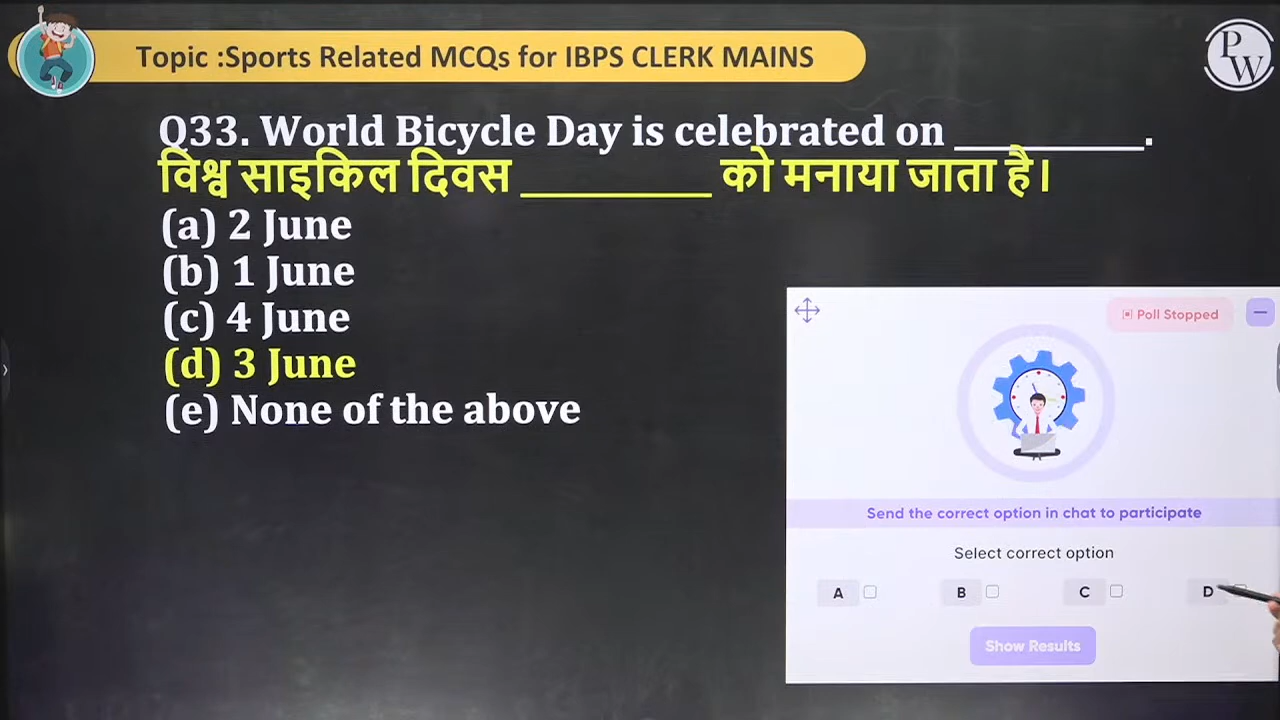 Topic :Sports Related MCQs for IBPS CLERK MAINS
PW
Q33. World Bicycle Day is celebrated on _________.
विश्व साइकिल दिवस _________ को मनाया जाता है।
(a) 2 June
(b) 1 June
(c) 4 June
(d) 3 June
(e) None of the above
Poll Stopped
Send the correct option in chat to participate
Select correct option
A B C D
Show Results